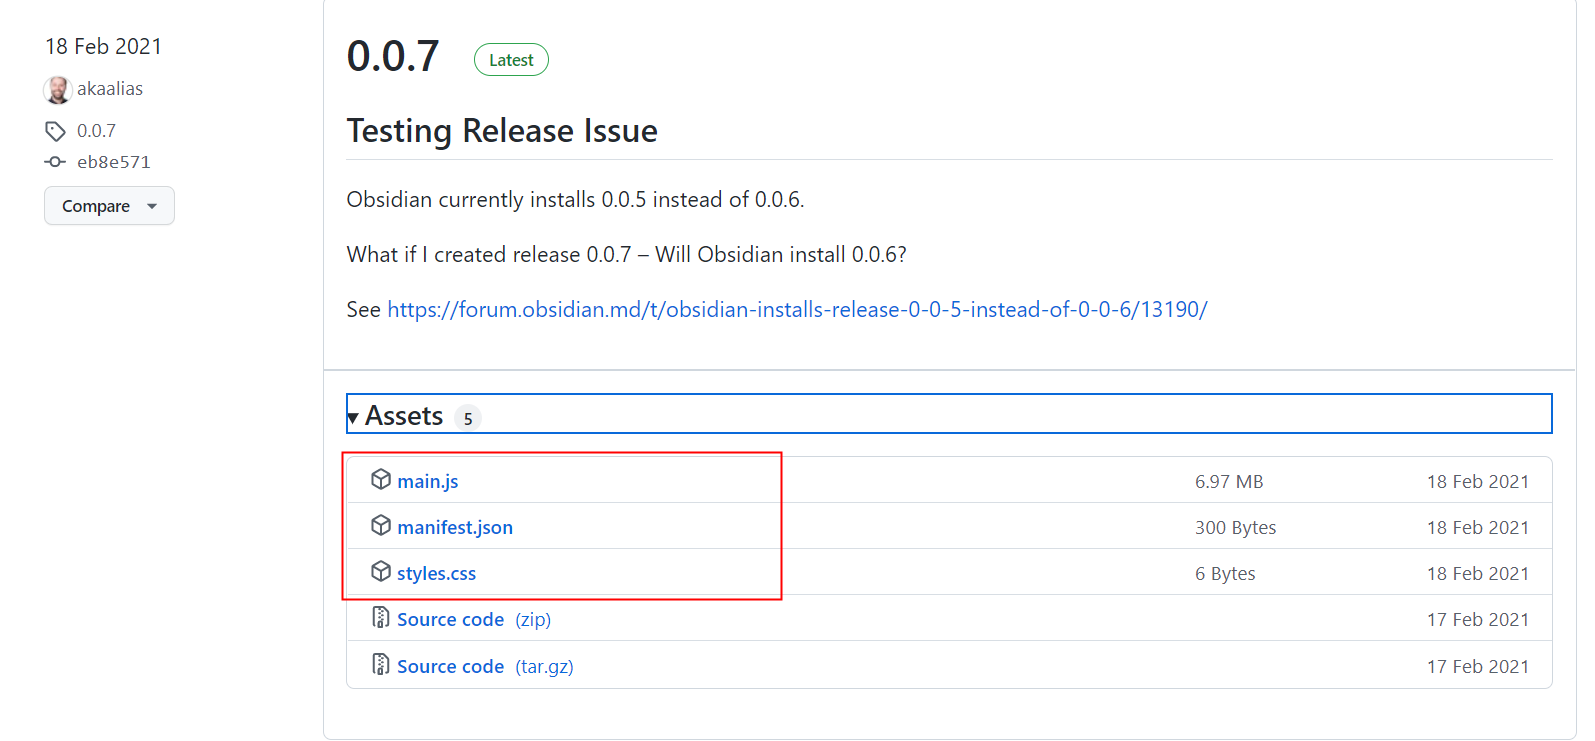 18 Feb 2021
akaalias
0.0.7
eb8e571
Compare
0.0.7 Latest
Testing Release Issue
Obsidian currently installs 0.0.5 instead of 0.0.6.
What if I created release 0.0.7 – Will Obsidian install 0.0.6?
See https://forum.obsidian.md/t/obsidian-installs-release-0-0-5-instead-of-0-0-6/13190/
Assets 5
main.js 6.97 MB 18 Feb 2021
manifest.json 300 Bytes 18 Feb 2021
styles.css 6 Bytes 18 Feb 2021
Source code (zip) 17 Feb 2021
Source code (tar.gz) 17 Feb 2021